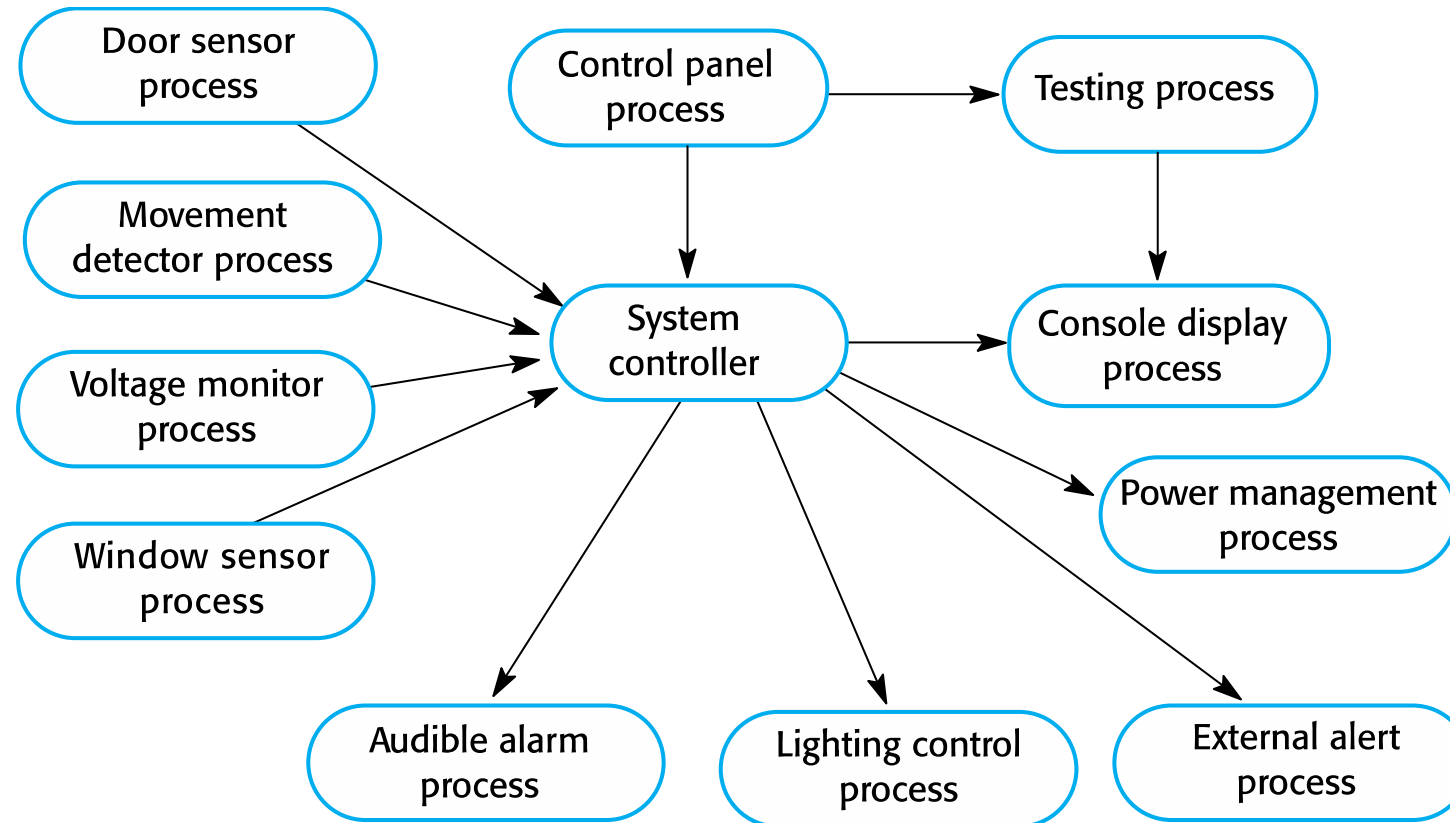 Door sensor
process
Control panel
process
Testing process
Movement
detector process
System
controller
Console display
process
Voltage monitor
process
Power management
process
Window sensor
process
Audible alarm
process
Lighting control
process
External alert
process